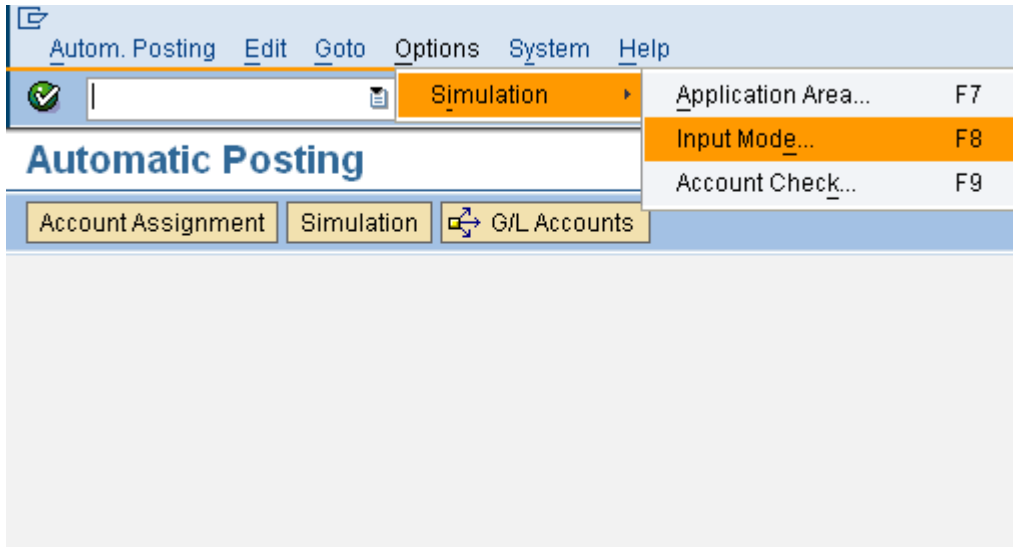 Autom. Posting Edit Goto Options System Help
Simulation Application Area... F7
Input Mode... F8
Account Check... F9
Automatic Posting
Account Assignment Simulation G/L Accounts